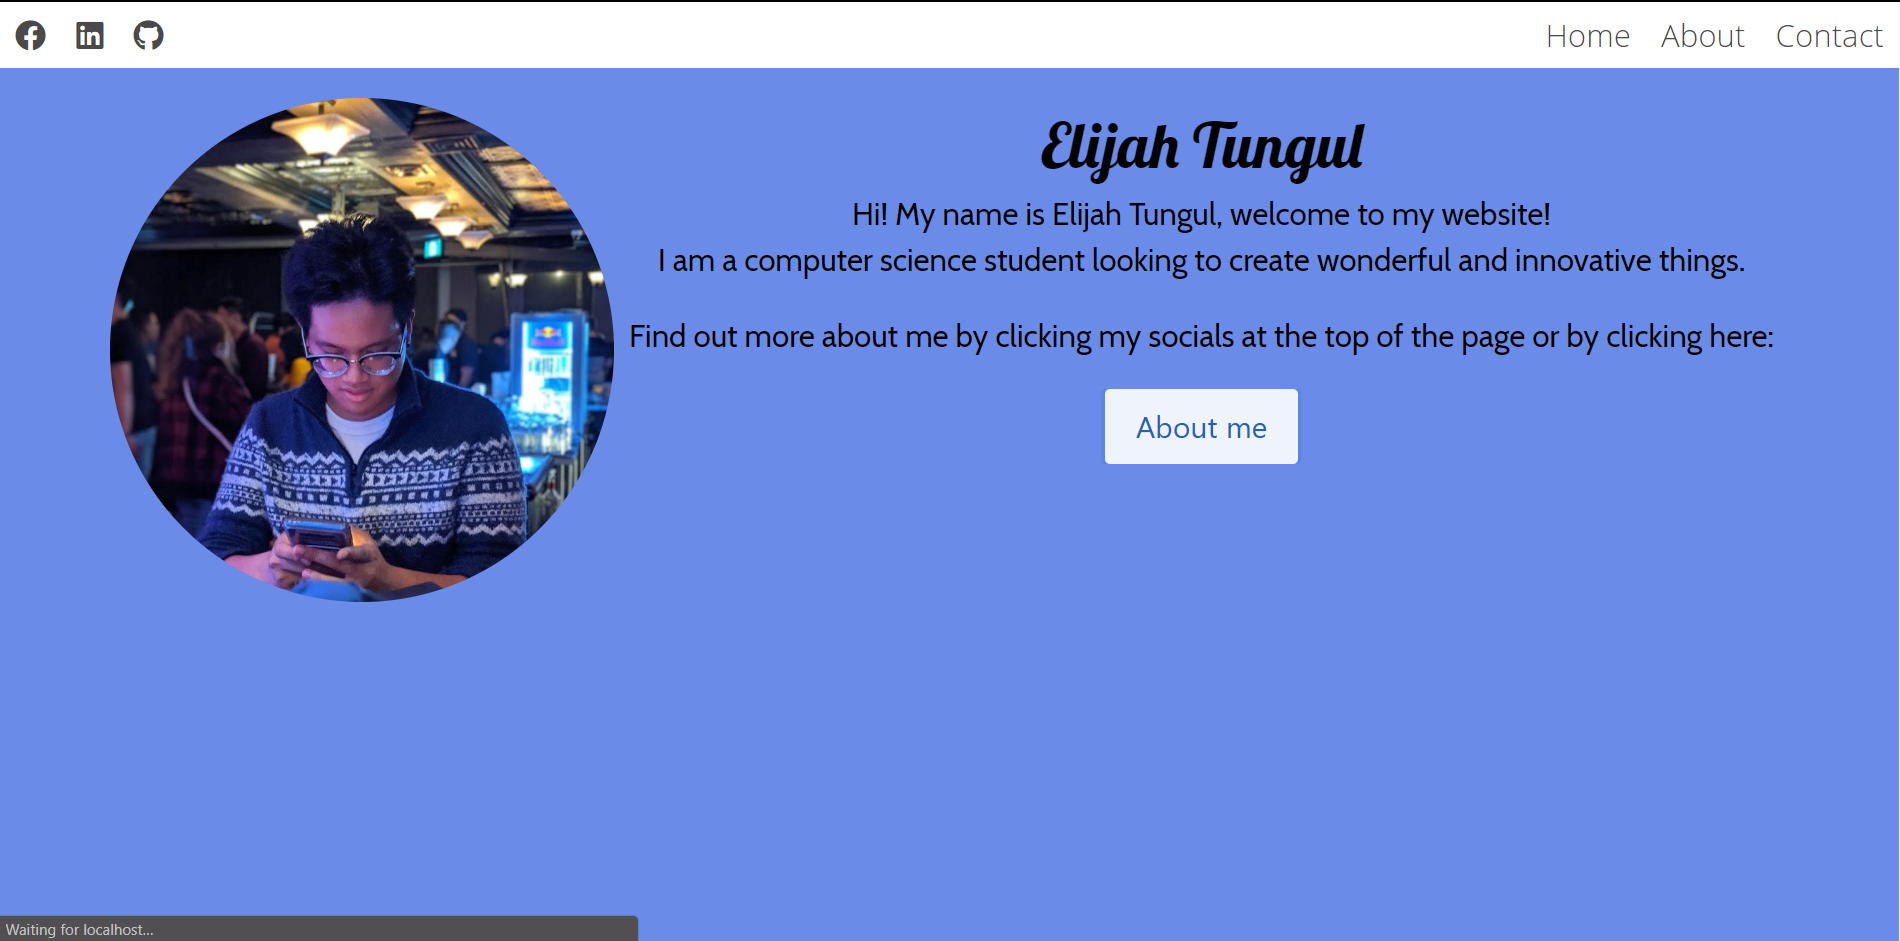 Home About Contact
Elijah Tungul
Hi! My name is Elijah Tungul, welcome to my website!
I am a computer science student looking to create wonderful and innovative things.
Find out more about me by clicking my socials at the top of the page or by clicking here:
About me
Waiting for localhost...